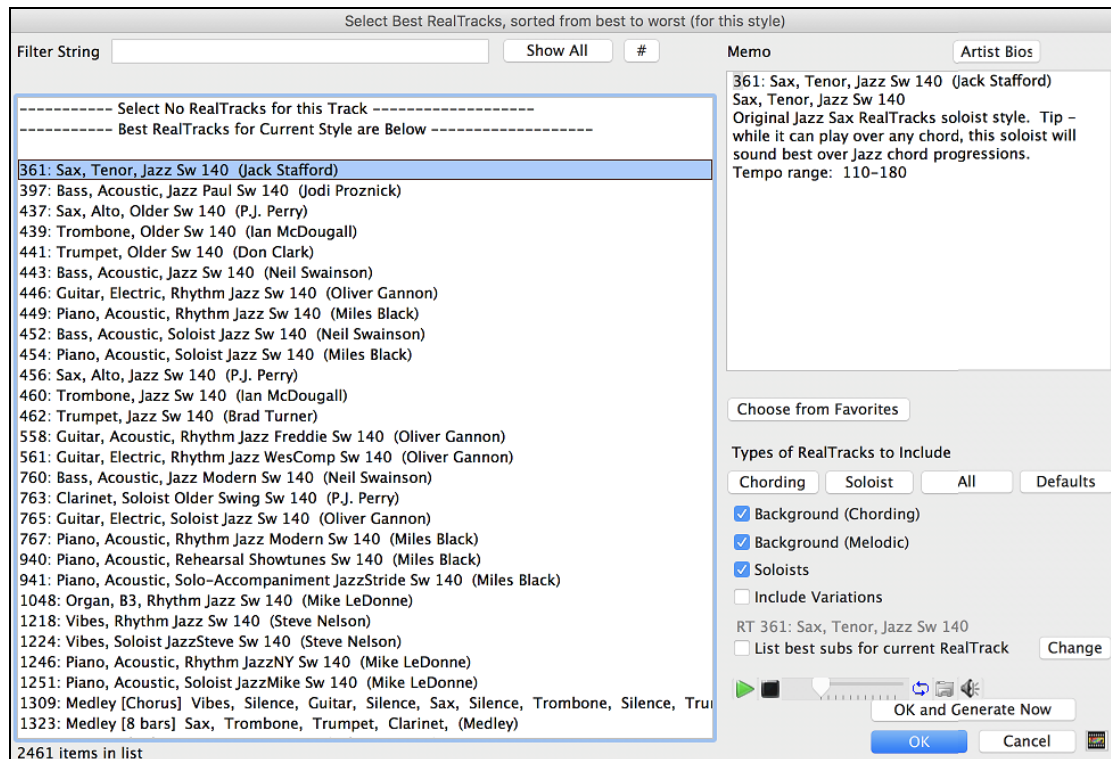 Select Best RealTracks, sorted from best to worst (for this style)
Filter String
Show All
#
----------- Select No RealTracks for this Track -------------------
----------- Best RealTracks for Current Style are Below -------------------
361: Sax, Tenor, Jazz Sw 140 (Jack Stafford)
397: Bass, Acoustic, Jazz Paul Sw 140 (Jodi Proznick)
437: Sax, Alto, Older Sw 140 (P.J. Perry)
439: Trombone, Older Sw 140 (Ian McDougall)
441: Trumpet, Older Sw 140 (Don Clark)
443: Bass, Acoustic, Jazz Sw 140 (Neil Swainson)
446: Guitar, Electric, Rhythm Jazz Sw 140 (Oliver Gannon)
449: Piano, Acoustic, Rhythm Jazz Sw 140 (Miles Black)
452: Bass, Acoustic, Soloist Jazz Sw 140 (Neil Swainson)
454: Piano, Acoustic, Soloist Jazz Sw 140 (Miles Black)
456: Sax, Alto, Jazz Sw 140 (P.J. Perry)
460: Trombone, Jazz Sw 140 (Ian McDougall)
462: Trumpet, Jazz Sw 140 (Brad Turner)
558: Guitar, Acoustic, Rhythm Jazz Freddie Sw 140 (Oliver Gannon)
561: Guitar, Electric, Rhythm Jazz WesComp Sw 140 (Oliver Gannon)
760: Bass, Acoustic, Jazz Modern Sw 140 (Neil Swainson)
763: Clarinet, Soloist Older Swing Sw 140 (P.J. Perry)
765: Guitar, Electric, Soloist Jazz Sw 140 (Oliver Gannon)
767: Piano, Acoustic, Rhythm Jazz Modern Sw 140 (Miles Black)
940: Piano, Acoustic, Rehearsal Showtunes Sw 140 (Miles Black)
941: Piano, Acoustic, Solo-Accompaniment JazzStride Sw 140 (Miles Black)
1048: Organ, B3, Rhythm Jazz Sw 140 (Mike LeDonne)
1218: Vibes, Rhythm Jazz Sw 140 (Steve Nelson)
1224: Vibes, Soloist JazzSteve Sw 140 (Steve Nelson)
1246: Piano, Acoustic, Rhythm JazzNY Sw 140 (Mike LeDonne)
1251: Piano, Acoustic, Soloist JazzMike Sw 140 (Mike LeDonne)
1309: Medley [Chorus] Vibes, Silence, Guitar, Silence, Sax, Silence, Trombone, Silence, Tru
1323: Medley [8 bars] Sax, Trombone, Trumpet, Clarinet, (Medley)
2461 items in list
Memo
Artist Bios
361: Sax, Tenor, Jazz Sw 140 (Jack Stafford)
Sax, Tenor, Jazz Sw 140
Original Jazz Sax RealTracks soloist style. Tip -
while it can play over any chord, this soloist will
sound best over Jazz chord progressions.
Tempo range: 110-180
Choose from Favorites
Types of RealTracks to Include
Chording
Soloist
All
Defaults
Background (Chording)
Background (Melodic)
Soloists
Include Variations
RT 361: Sax, Tenor, Jazz Sw 140
List best subs for current RealTrack
Change
OK and Generate Now
OK
Cancel